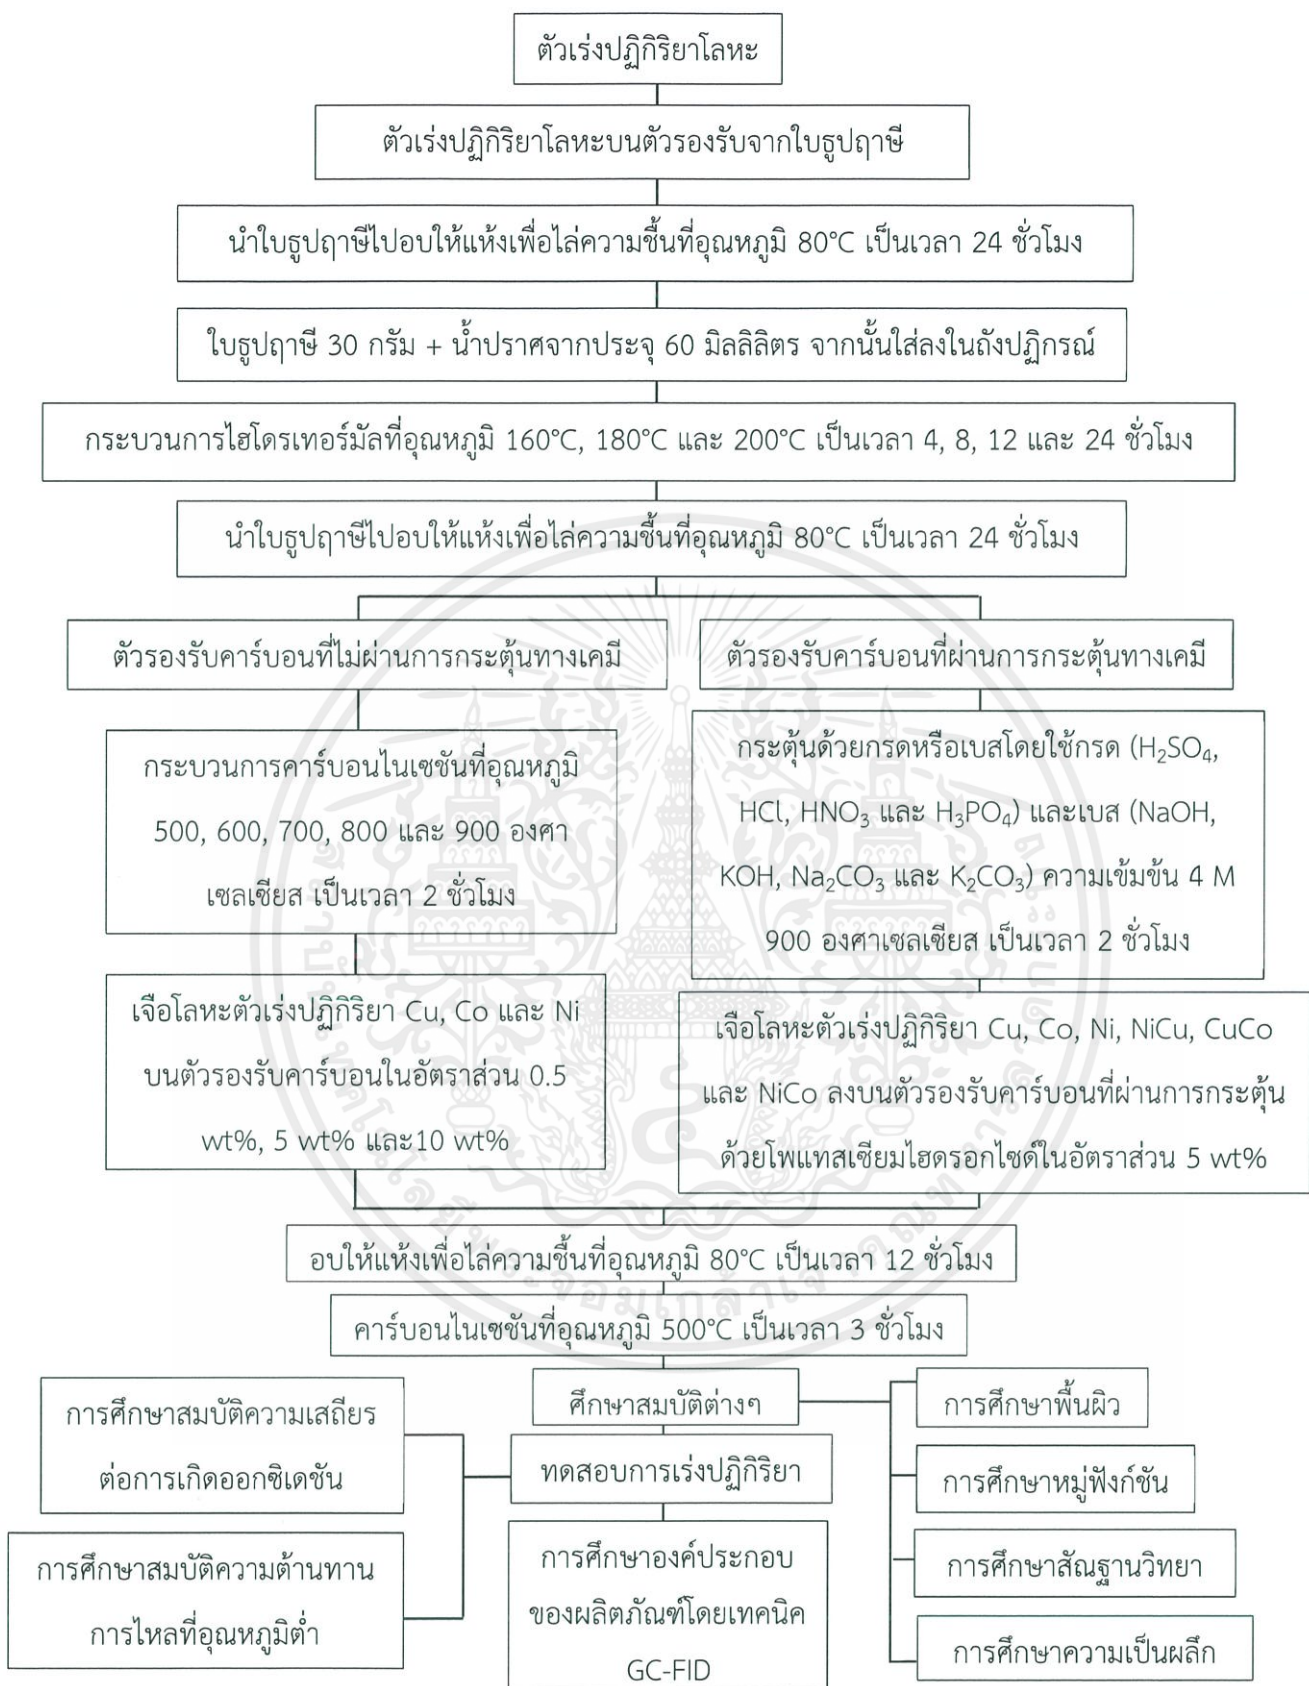 ตัวเร่งปฏิกิริยาโลหะ
ตัวเร่งปฏิกิริยาโลหะบนตัวรองรับจากใบธูปฤาษี
นำใบธูปฤาษีไปอบให้แห้งเพื่อไล่ความชื้นที่อุณหภูมิ 80°C เป็นเวลา 24 ชั่วโมง
ใบธูปฤาษี 30 กรัม + น้ำปราศจากประจุ 60 มิลลิลิตร จากนั้นใส่ลงในถังปฏิกรณ์
กระบวนการไฮโดรเทอร์มัลที่อุณหภูมิ 160°C, 180°C และ 200°C เป็นเวลา 4, 8, 12 และ 24 ชั่วโมง
นำใบธูปฤาษีไปอบให้แห้งเพื่อไล่ความชื้นที่อุณหภูมิ 80°C เป็นเวลา 24 ชั่วโมง
ตัวรองรับคาร์บอนที่ไม่ผ่านการกระตุ้นทางเคมี
กระบวนการคาร์บอนไนเซชันที่อุณหภูมิ
500, 600, 700, 800 และ 900 องศา
เซลเซียส เป็นเวลา 2 ชั่วโมง
เจือโลหะตัวเร่งปฏิกิริยา Cu, Co และ Ni
บนตัวรองรับคาร์บอนในอัตราส่วน 0.5
wt%, 5 wt% และ10 wt%
ตัวรองรับคาร์บอนที่ผ่านการกระตุ้นทางเคมี
กระตุ้นด้วยกรดหรือเบสโดยใช้กรด (H₂SO₄,
HCl, HNO₃ และ H₃PO₄) และเบส (NaOH,
KOH, Na₂CO₃ และ K₂CO₃) ความเข้มข้น 4 M
900 องศาเซลเซียส เป็นเวลา 2 ชั่วโมง
เจือโลหะตัวเร่งปฏิกิริยา Cu, Co, Ni, NiCu, CuCo
และ NiCo ลงบนตัวรองรับคาร์บอนที่ผ่านการกระตุ้น
ด้วยโพแทสเซียมไฮดรอกไซด์ในอัตราส่วน 5 wt%
อบให้แห้งเพื่อไล่ความชื้นที่อุณหภูมิ 80°C เป็นเวลา 12 ชั่วโมง
คาร์บอนไนเซชันที่อุณหภูมิ 500°C เป็นเวลา 3 ชั่วโมง
ศึกษาสมบัติต่างๆ
การศึกษาพื้นผิว
การศึกษาหมู่ฟังก์ชัน
การศึกษาสัณฐานวิทยา
การศึกษาความเป็นผลึก
ทดสอบการเร่งปฏิกิริยา
การศึกษาสมบัติความเสถียร
ต่อการเกิดออกซิเดชัน
การศึกษาสมบัติความต้านทาน
การไหลที่อุณหภูมิต่ำ
การศึกษาองค์ประกอบ
ของผลิตภัณฑ์โดยเทคนิค
GC-FID